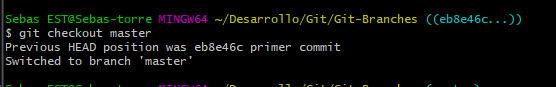 Sebas EST@Sebas-torre MINGW64 ~/Desarrollo/Git/Git-Branches ((eb8e46c...))
$ git checkout master
Previous HEAD position was eb8e46c primer commit
Switched to branch 'master'